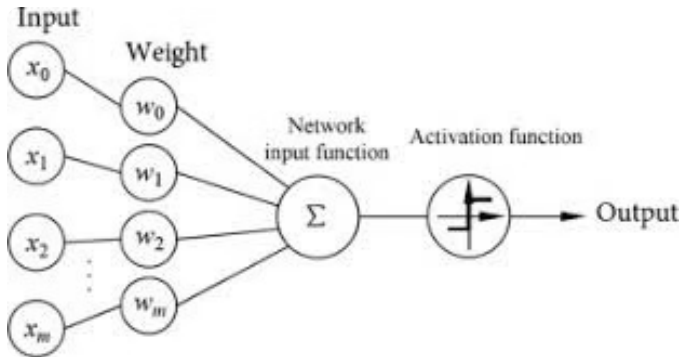 Input
Weight
x₀
w₀
Network
input function
Activation function
x₁
w₁
Σ
Output
x₂
w₂
xₘ
wₘ